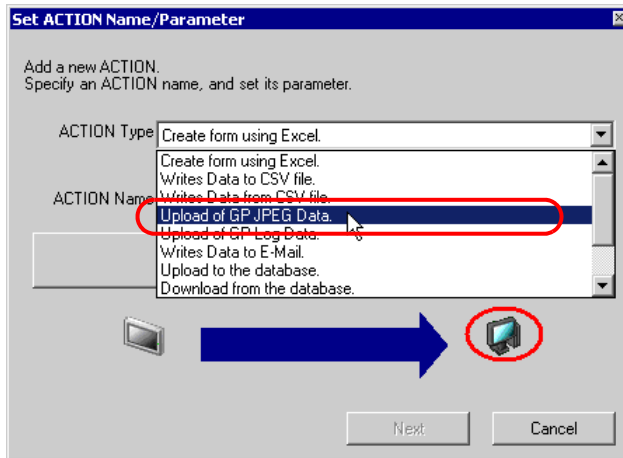 Set ACTION Name/Parameter
Add a new ACTION.
Specify an ACTION name, and set its parameter.
ACTION Type Create form using Excel.
Create form using Excel.
Writes Data to CSV file.
ACTION Name Writes Data from CSV file.
Upload of GP JPEG Data.
Upload of GP Log Data.
Writes Data to E-Mail.
Upload to the database.
Download from the database.
Next Cancel